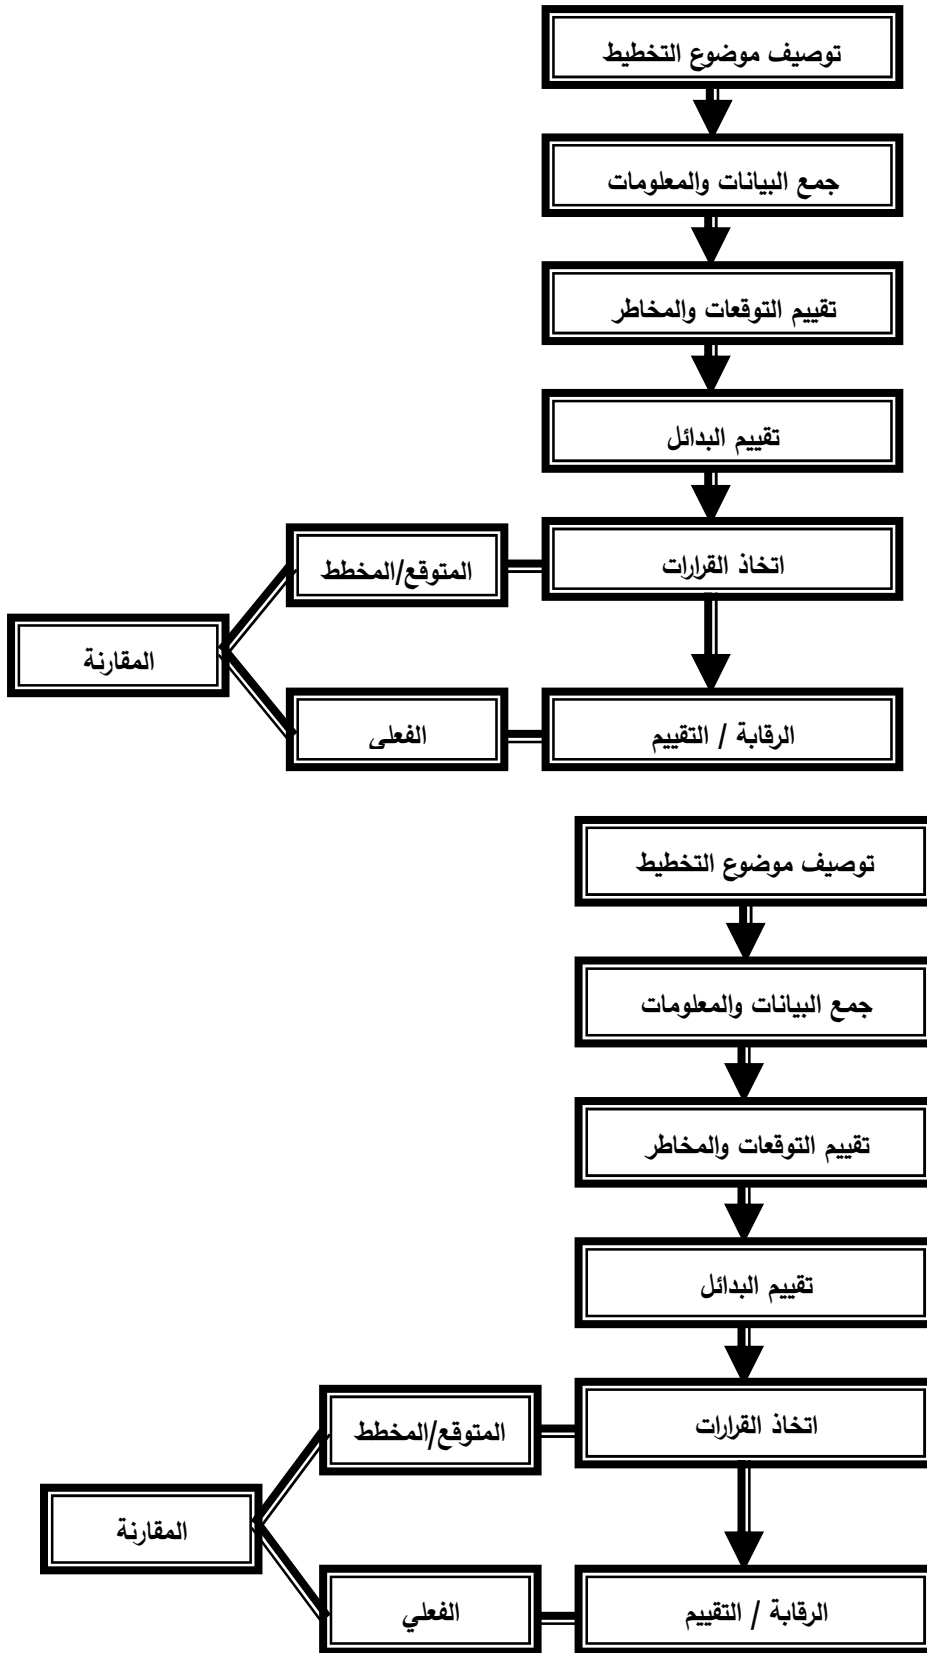 توصيف موضوع التخطيط
جمع البيانات والمعلومات
تقييم التوقعات والمخاطر
تقييم البدائل
اتخاذ القرارات
المتوقع/المخطط
المقارنة
الرقابة / التقييم
الفعلى
توصيف موضوع التخطيط
جمع البيانات والمعلومات
تقييم التوقعات والمخاطر
تقييم البدائل
اتخاذ القرارات
المتوقع/المخطط
المقارنة
الرقابة / التقييم
الفعلي